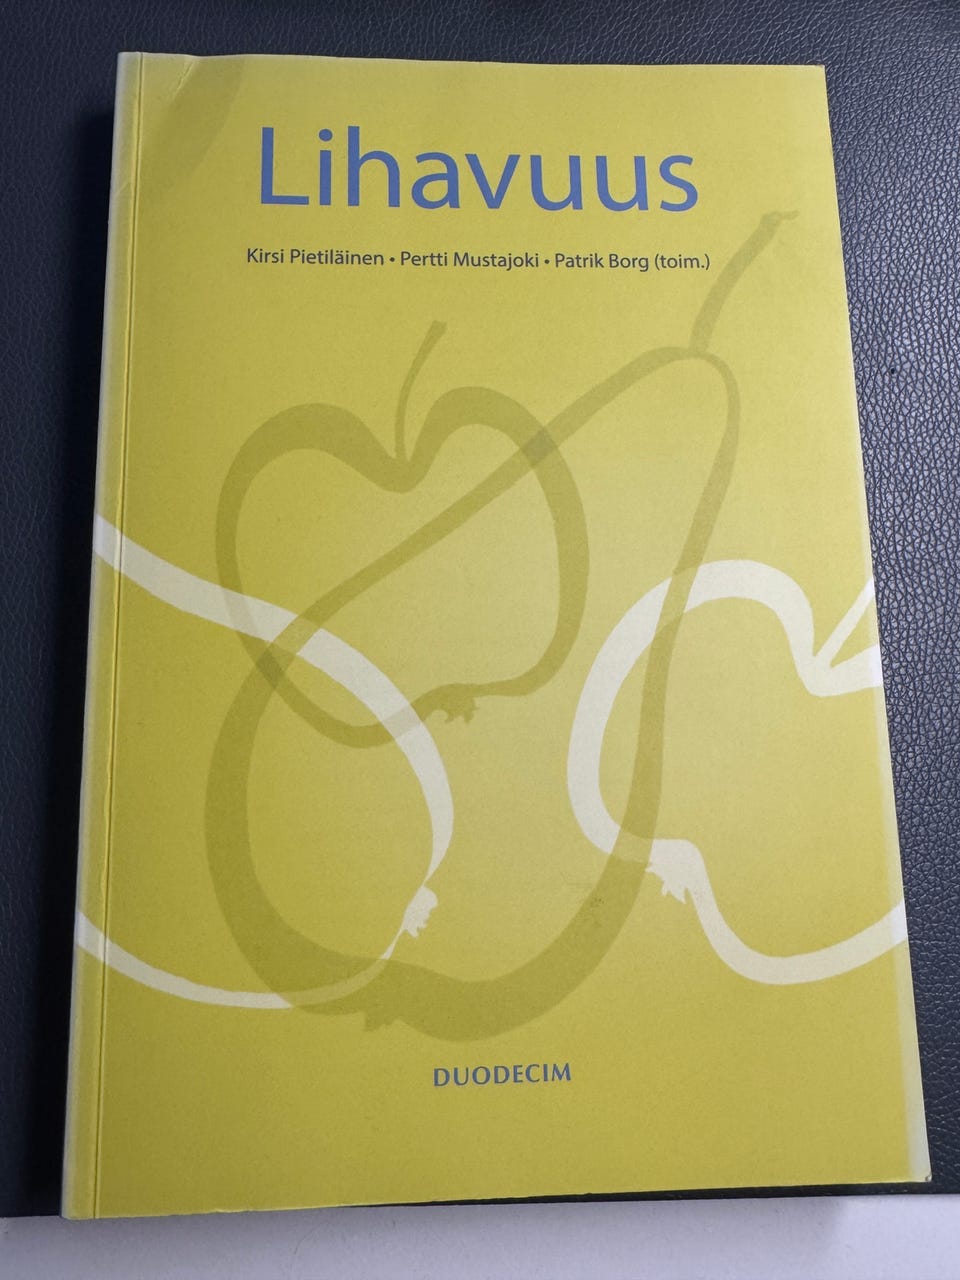 Lihavuus
Kirsi Pietiläinen • Pertti Mustajoki • Patrik Borg (toim.)
DUODECIM